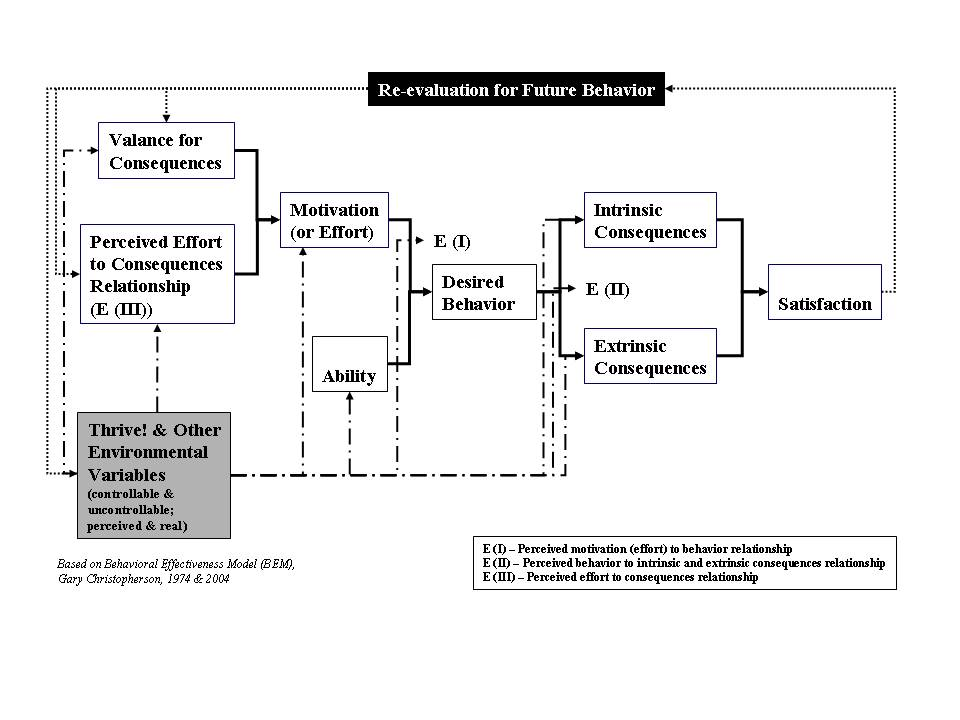 Re-evaluation for Future Behavior
Valance for
Consequences
Motivation
(or Effort)
Intrinsic
Consequences
Perceived Effort
to Consequences
Relationship
(E (III))
E (I)
Desired
Behavior
E (II)
Satisfaction
Extrinsic
Consequences
Ability
Thrive! & Other
Environmental
Variables
(controllable &
uncontrollable;
perceived & real)
Based on Behavioral Effectiveness Model (BEM),
Gary Christopherson, 1974 & 2004
E (I) – Perceived motivation (effort) to behavior relationship
E (II) – Perceived behavior to intrinsic and extrinsic consequences relationship
E (III) – Perceived effort to consequences relationship